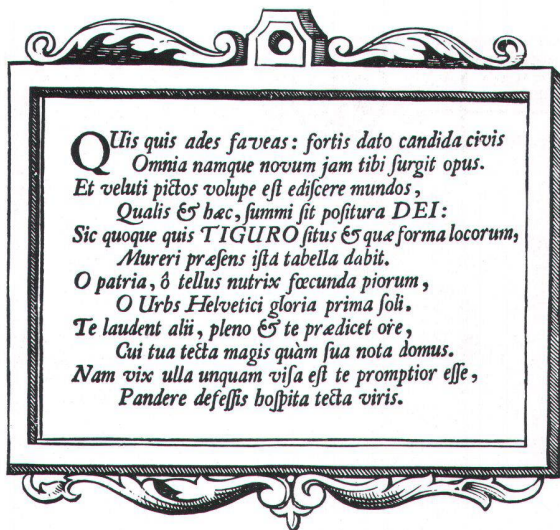 QUis quis ades faveas: fortis dato candida civis
Omnia namque novum jam tibi ſurgit opus.
Et veluti pictos volupe eſt ediſcere mundos,
Qualis & hæc, ſummi ſit poſitura DEI:
Sic quoque quis TIGURO ſitus & quæ forma locorum,
Mureri præſens iſtâ tabella dabit.
O patria, ô tellus nutrix fœcunda piorum,
O Urbs Helvetici gloria prima ſoli.
Te laudent alii, pleno & te prædicet ore,
Cui tua tecta magis quàm ſua nota domus.
Nam vix ulla unquam viſa eſt te promptior eſſe,
Pandere defeſſis hoſpita tecta viris.